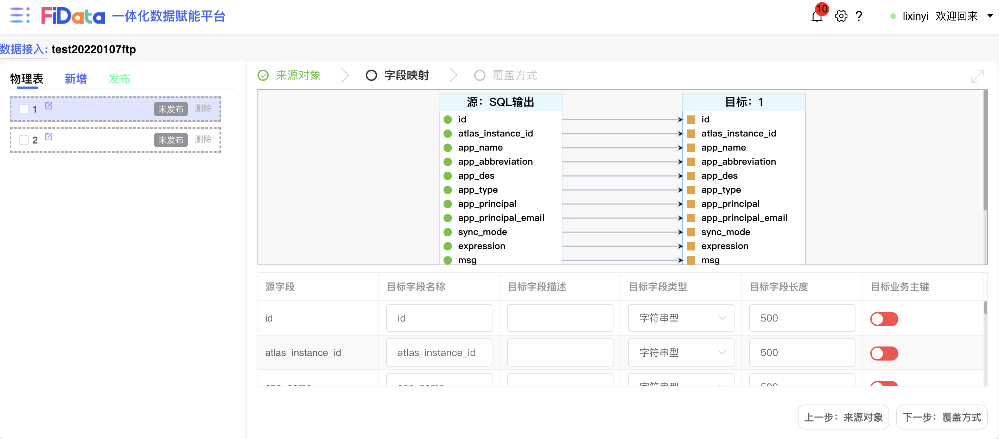 FiData 一体化数据赋能平台
10
?
lixinyi 欢迎回来
数据接入: test20220107ftp
物理表 新增 发布
1 未发布 删除
2 未发布 删除
来源对象 字段映射 覆盖方式
源：SQL输出 目标：1
id id
atlas_instance_id atlas_instance_id
app_name app_name
app_abbreviation app_abbreviation
app_des app_des
app_type app_type
app_principal app_principal
app_principal_email app_principal_email
sync_mode sync_mode
expression expression
msg msg
源字段 目标字段名称 目标字段描述 目标字段类型 目标字段长度 目标业务主键
id id 字符串型 500
atlas_instance_id atlas_instance_id 字符串型 500
app_name app_name 字符串型 500
上一步：来源对象 下一步：覆盖方式